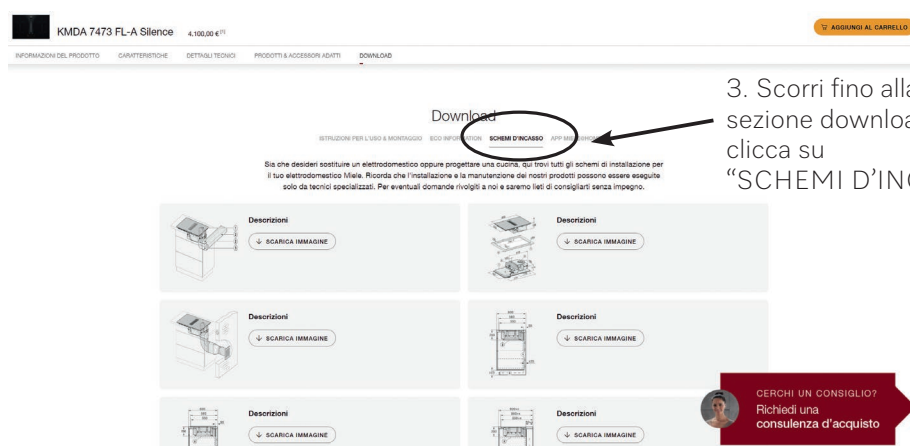 KMDA 7473 FL-A Silence 4.100,00 € [1]
AGGIUNGI AL CARRELLO
INFORMAZIONI DEL PRODOTTO CARATTERISTICHE DETTAGLI TECNICI PRODOTTI & ACCESSORI ADATTI DOWNLOAD
3. Scorri fino alla
sezione downloa
clicca su
“SCHEMI D’INC
Download
ISTRUZIONI PER L'USO & MONTAGGIO ECO INFORMATION SCHEMI D'INCASSO APP
Sia che desideri sostituire un elettrodomestico oppure progettare una cucina, qui trovi tutti gli schemi di installazione per
il tuo elettrodomestico Miele. Ricorda che l'installazione e la manutenzione dei nostri prodotti possono essere eseguite
solo da tecnici specializzati. Per eventuali domande rivolgiti a noi e saremo lieti di consigliarti senza impegno.
Descrizioni
SCARICA IMMAGINE
Descrizioni
SCARICA IMMAGINE
Descrizioni
SCARICA IMMAGINE
Descrizioni
SCARICA IMMAGINE
Descrizioni
SCARICA IMMAGINE
Descrizioni
SCARICA IMMAGINE
CERCHI UN CONSIGLIO?
Richiedi una
consulenza d'acquisto